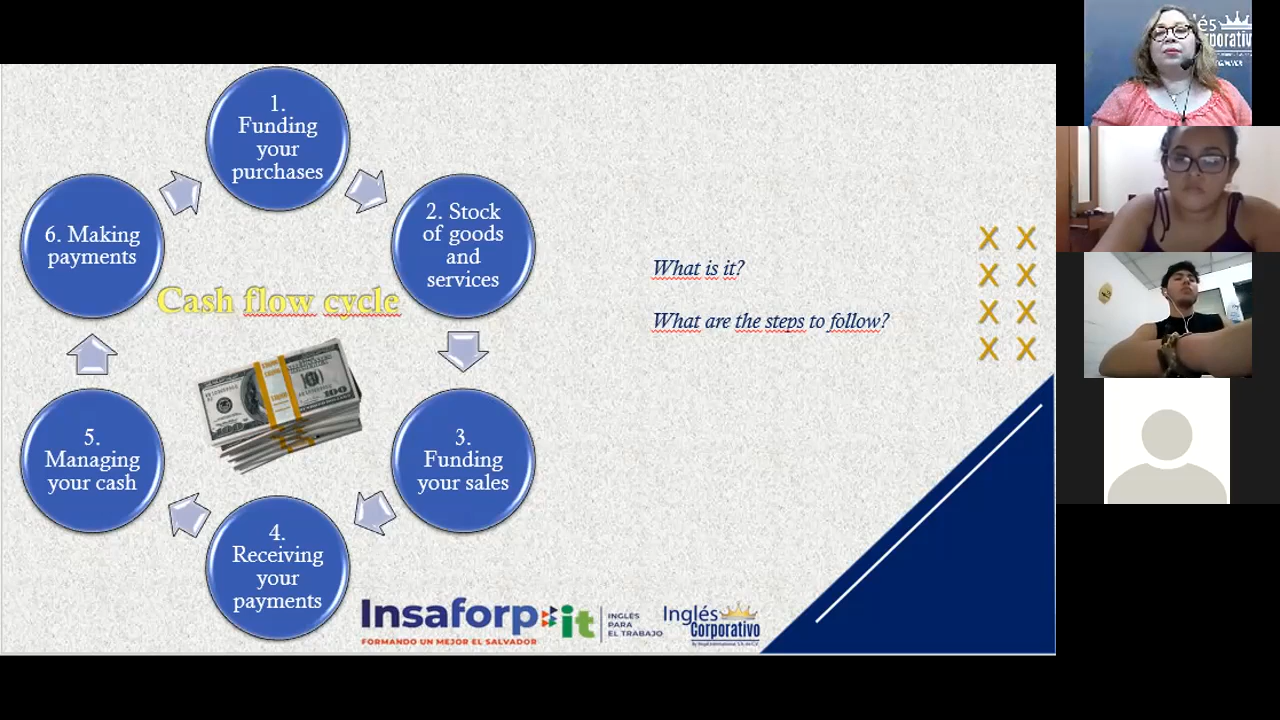 1.
Funding
your
purchases
2. Stock
of goods
and
services
3.
Funding
your sales
4.
Receiving
your
payments
5.
Managing
your cash
6. Making
payments
Cash flow cycle
What is it?
What are the steps to follow?
X X
X X
X X
X X
Insaforp it
FORMANDO UN MEJOR EL SALVADOR
INGLÉS
PARA
EL TRABAJO
Inglés
Corporativo